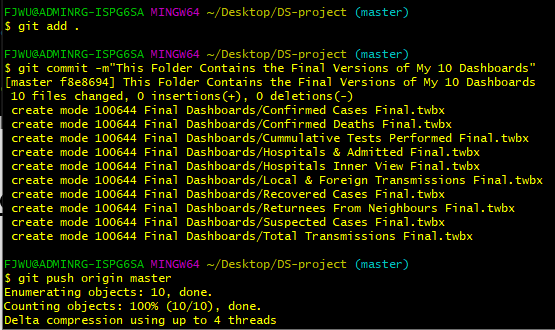 FJWU@ADMINRG-ISPG6SA MINGW64 ~/Desktop/DS-project (master)
$ git add .
FJWU@ADMINRG-ISPG6SA MINGW64 ~/Desktop/DS-project (master)
$ git commit -m"This Folder Contains the Final Versions of My 10 Dashboards"
[master f8e8694] This Folder Contains the Final Versions of My 10 Dashboards
10 files changed, 0 insertions(+), 0 deletions(-)
create mode 100644 Final Dashboards/Confirmed Cases Final.twbx
create mode 100644 Final Dashboards/Confirmed Deaths Final.twbx
create mode 100644 Final Dashboards/Cummulative Tests Performed Final.twbx
create mode 100644 Final Dashboards/Hospitals & Admitted Final.twbx
create mode 100644 Final Dashboards/Hospitals Inner View Final.twbx
create mode 100644 Final Dashboards/Local & Foreign Transmissions Final.twbx
create mode 100644 Final Dashboards/Recovered Cases Final.twbx
create mode 100644 Final Dashboards/Returnees From Neighbours Final.twbx
create mode 100644 Final Dashboards/Suspected Cases Final.twbx
create mode 100644 Final Dashboards/Total Transmissions Final.twbx
FJWU@ADMINRG-ISPG6SA MINGW64 ~/Desktop/DS-project (master)
$ git push origin master
Enumerating objects: 10, done.
Counting objects: 100% (10/10), done.
Delta compression using up to 4 threads